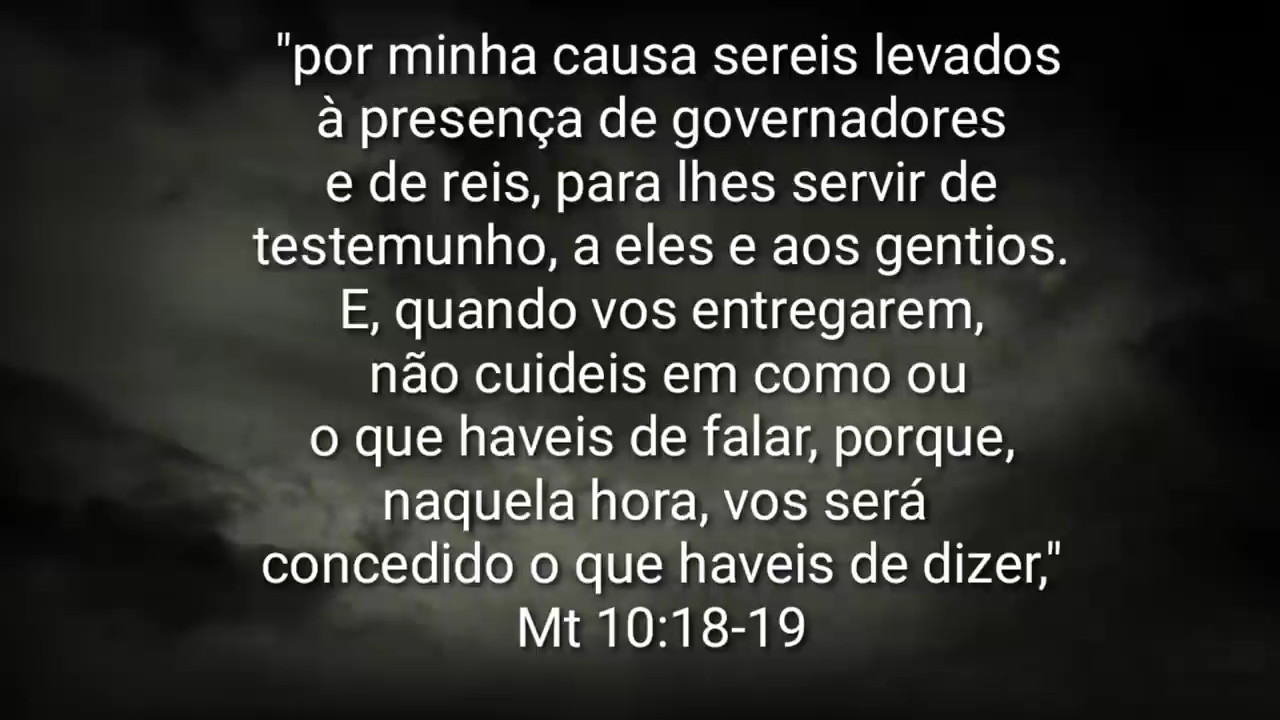 "por minha causa sereis levados
à presença de governadores
e de reis, para lhes servir de
testemunho, a eles e aos gentios.
E, quando vos entregarem,
não cuideis em como ou
o que haveis de falar, porque,
naquela hora, vos será
concedido o que haveis de dizer,"
Mt 10:18-19